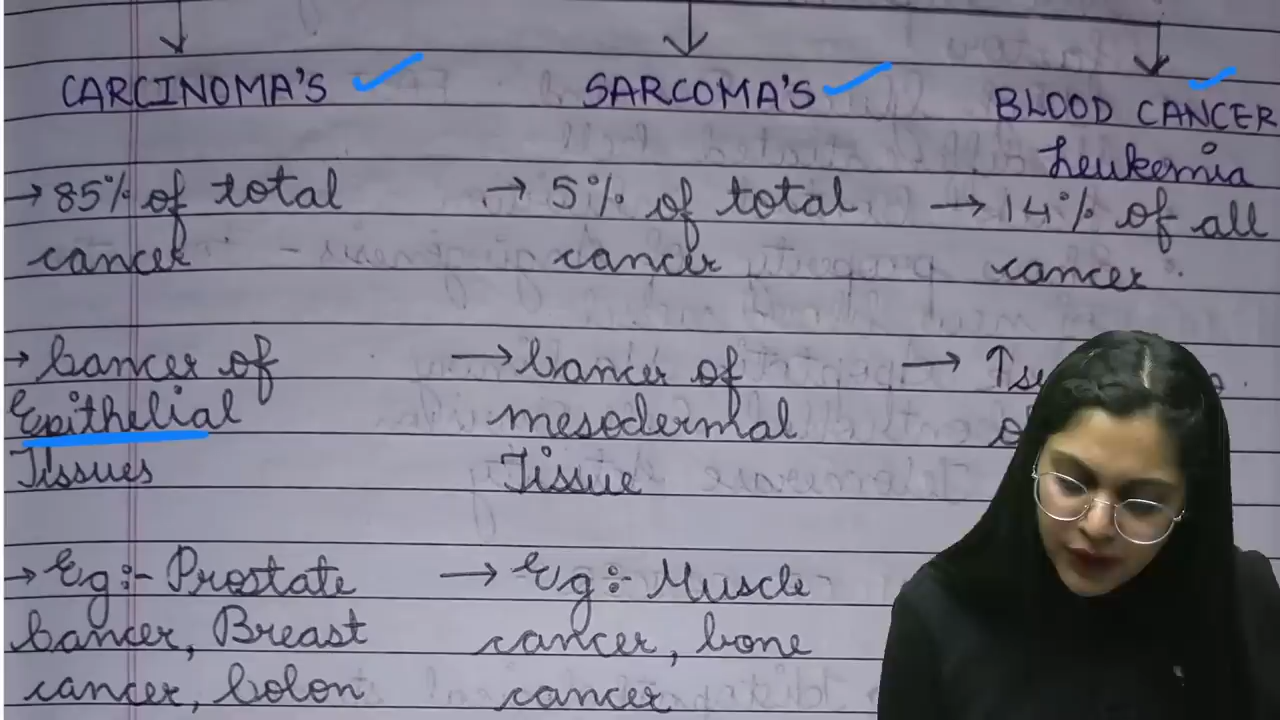 CARCINOMA'S
→ 85% of total
cancer
→ Cancer of
Epithelial
Tissues
→ Eg:- Prostate
Cancer, Breast
cancer, Colon
SARCOMA'S
→ 5% of total
cancer
→ Cancer of
mesodermal
Tissue
→ Eg:- Muscle
cancer, bone
cancer
BLOOD CANCER
Leukemia
→ 14% of all
cancer.
→